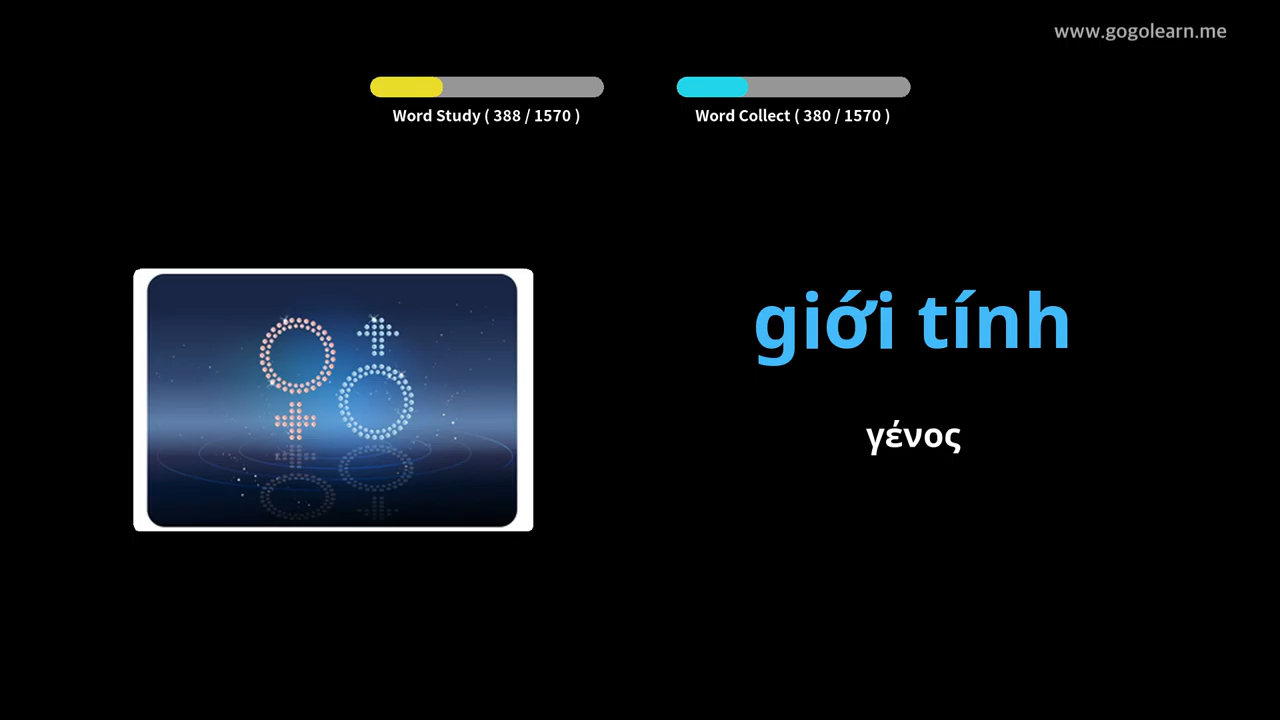 www.gogolearn.me
Word Study ( 388 / 1570 )
Word Collect ( 380 / 1570 )
giới tính
γένος